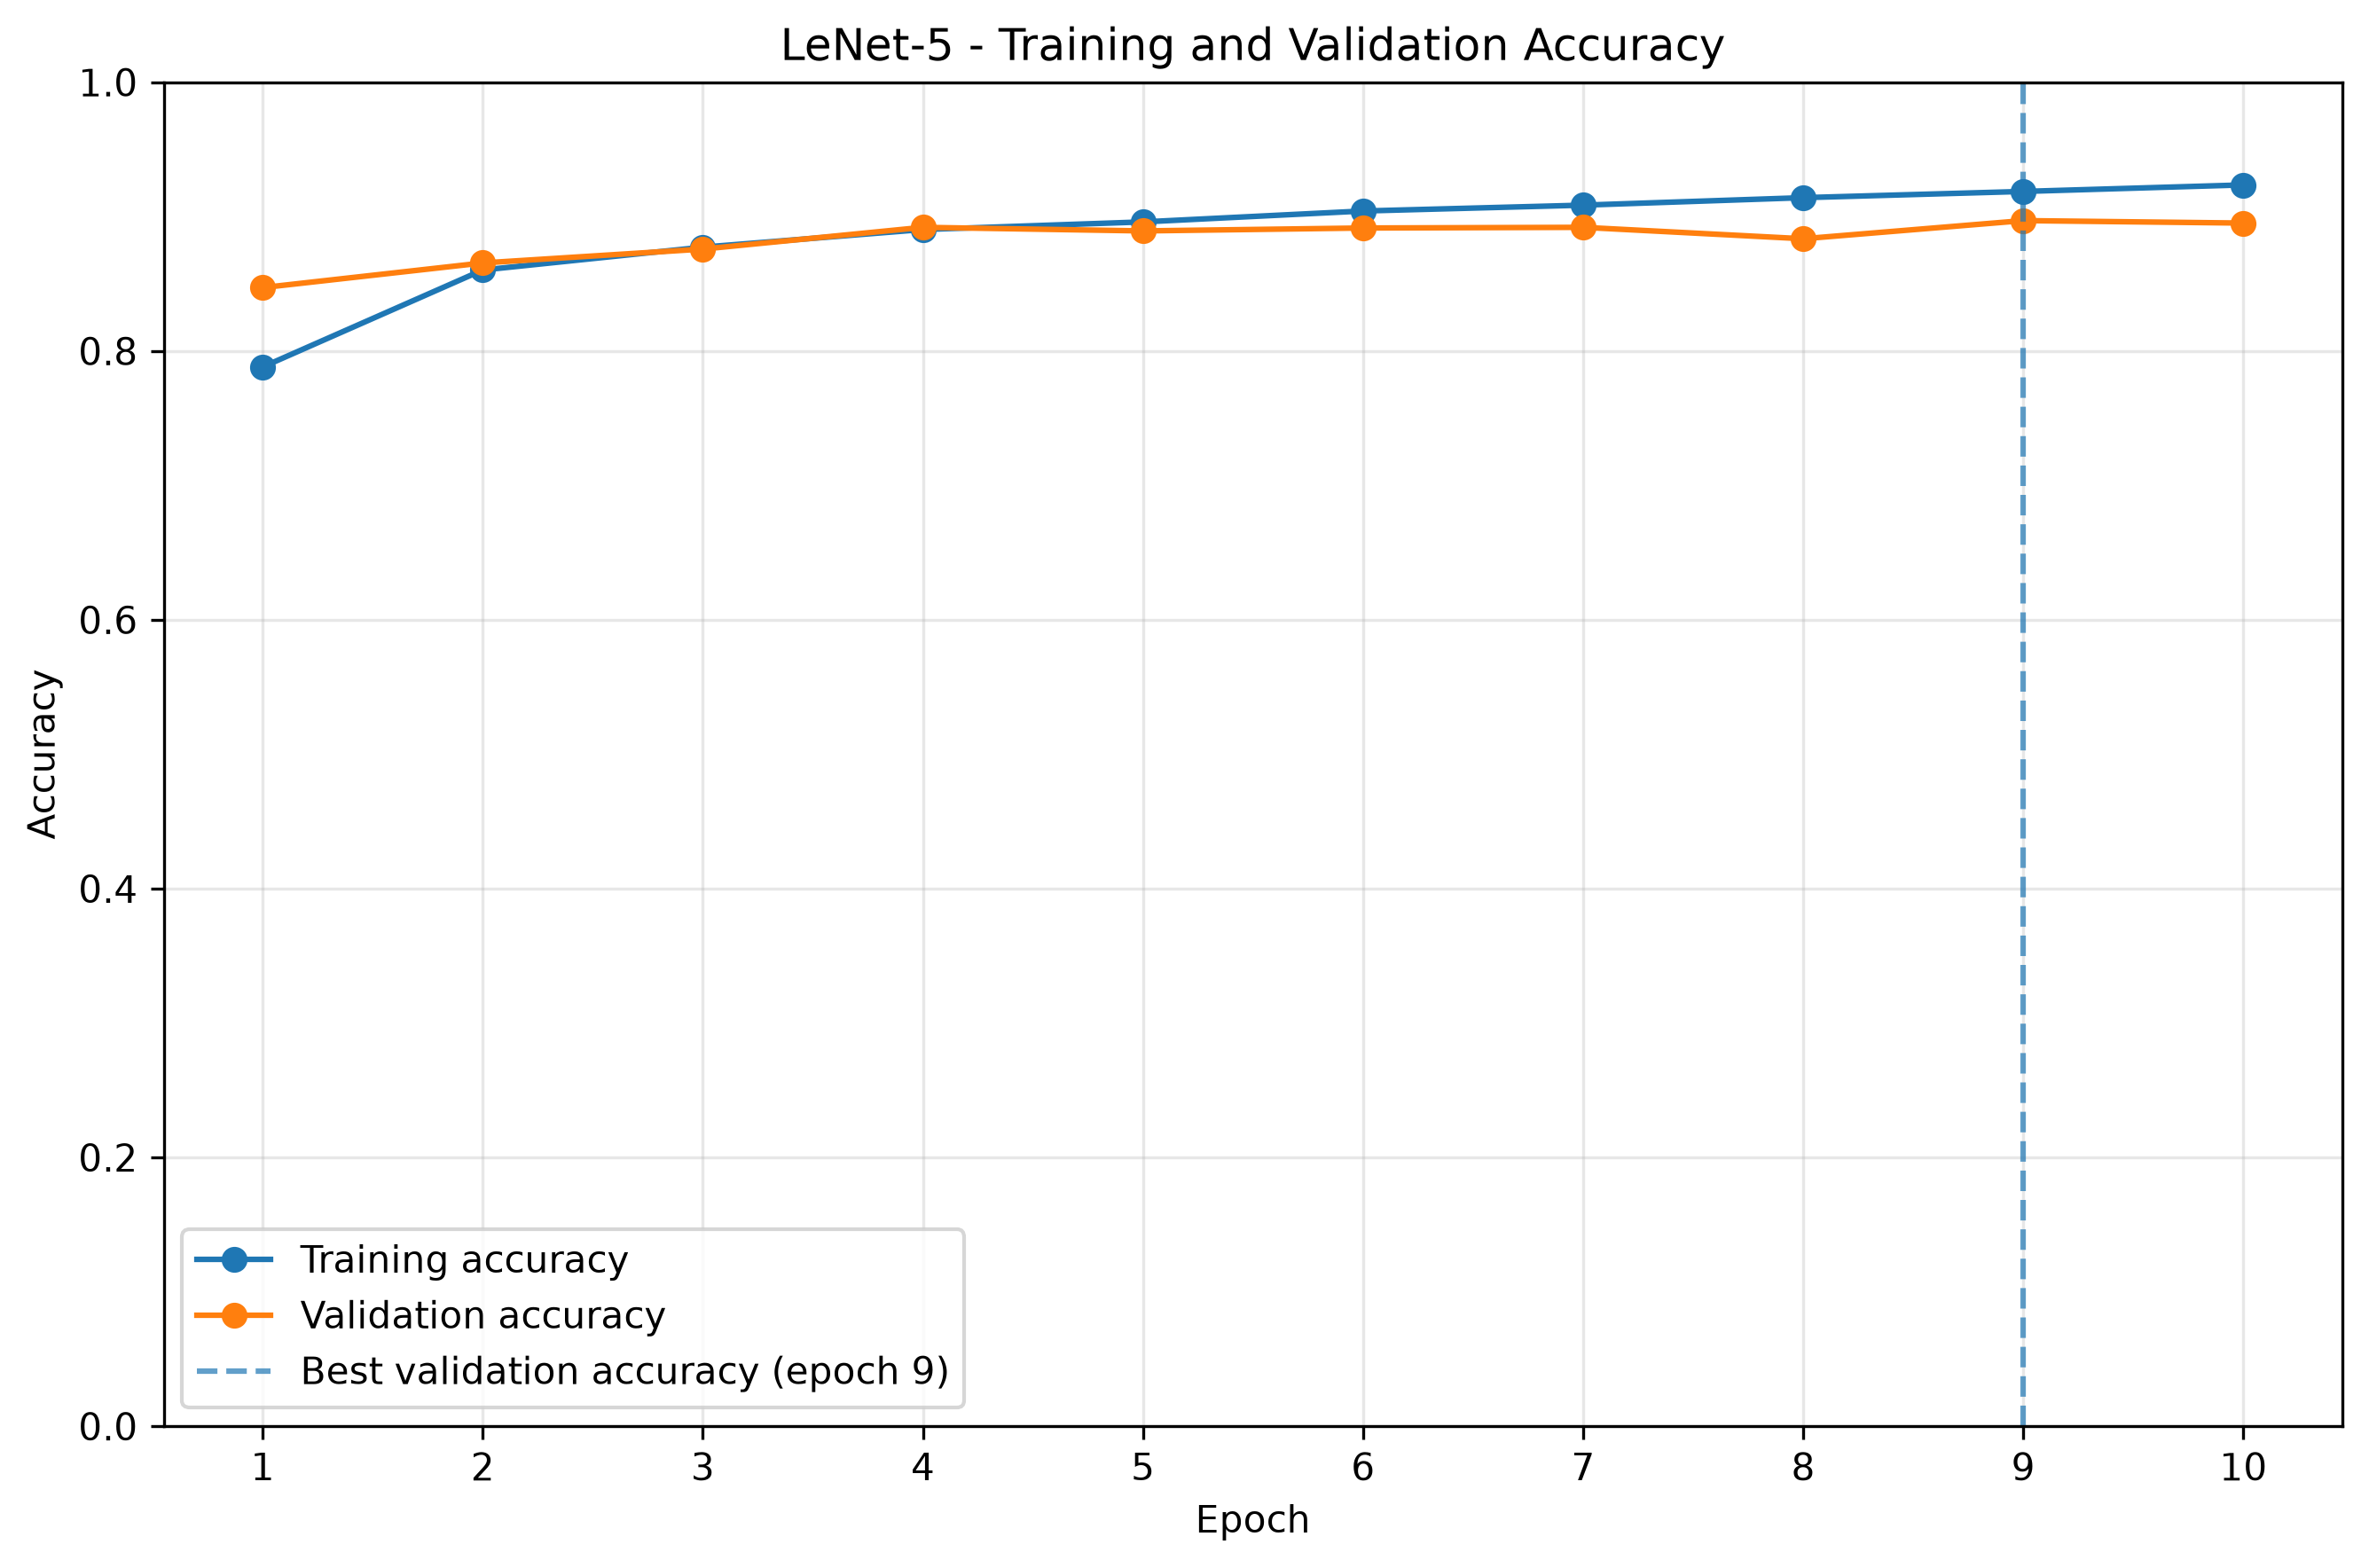 LeNet-5 - Training and Validation Accuracy
1.0
0.8
0.6
0.4
0.2
0.0
Accuracy
Training accuracy
Validation accuracy
Best validation accuracy (epoch 9)
1 2 3 4 5 6 7 8 9 10
Epoch